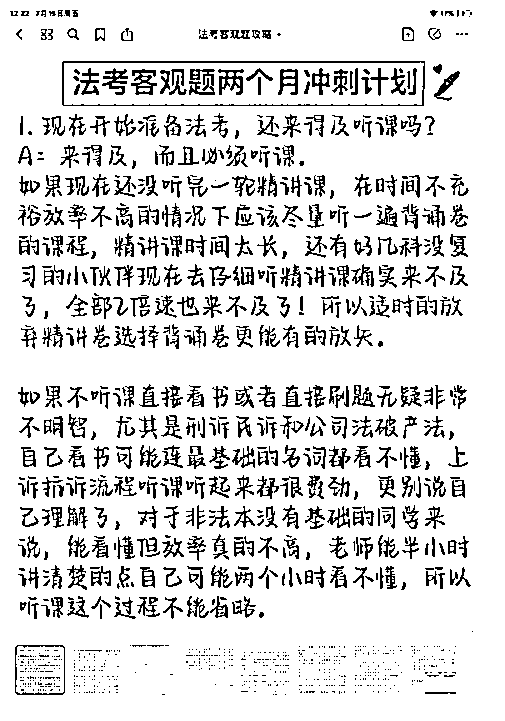 法考客观题攻略
法考客观题两个月冲刺计划
1. 现在开始准备法考，还来得及听课吗？
A= 来得及，而且必须听课.
如果现在还没听完一轮精讲课，在时间不充
裕效率不高的情况下应该尽量听一遍背诵卷
的课程，精讲课时间太长，还有好几科没复
习的小伙伴现在去仔细听精讲课确实来不及
了，全部2倍速也来不及了！所以适时的放
弃精讲卷选择背诵卷更能有的放矢。
如果不听课直接看书或者直接刷题无疑非常
不明智，尤其是刑诉民诉和公司法破产法，
自己看书可能连最基础的名词都看不懂，上
诉抗诉流程听课听起来都很费劲，更别说自
己理解了，对于非法本没有基础的同学来
说，能看懂但效率真的不高，老师能半小时
讲清楚的点自己可能两个小时看不懂，所以
听课这个过程不能省略。